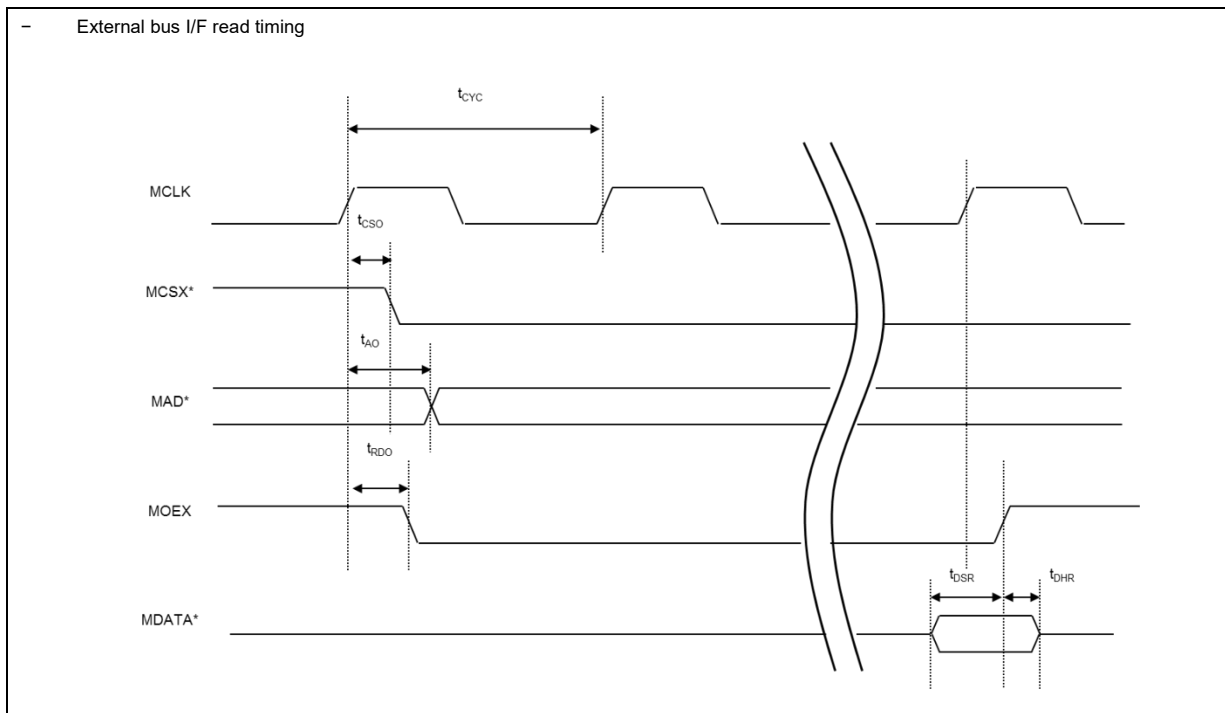 − External bus I/F read timing
tCYC
MCLK
tCSO
MCSX*
tAO
MAD*
tRDO
MOEX
tDSR tDHR
MDATA*